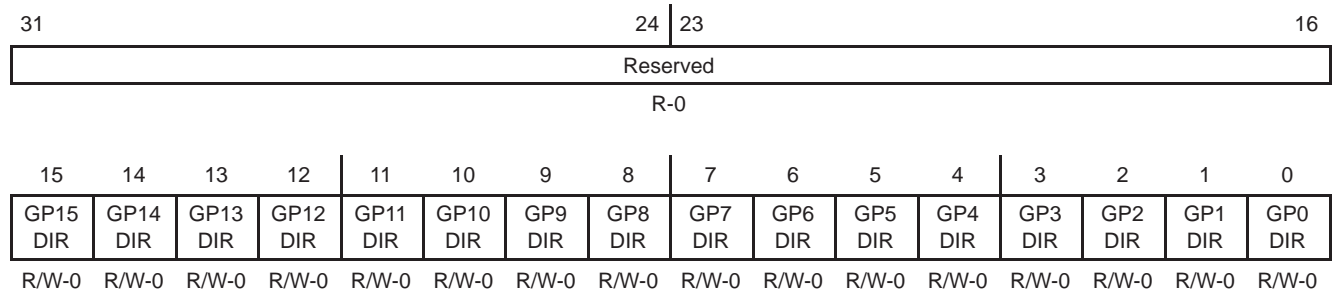 31 24 23 16
Reserved
R-0
15 14 13 12 11 10 9 8 7 6 5 4 3 2 1 0
GP15 GP14 GP13 GP12 GP11 GP10 GP9 GP8 GP7 GP6 GP5 GP4 GP3 GP2 GP1 GP0
DIR DIR DIR DIR DIR DIR DIR DIR DIR DIR DIR DIR DIR DIR DIR DIR
R/W-0 R/W-0 R/W-0 R/W-0 R/W-0 R/W-0 R/W-0 R/W-0 R/W-0 R/W-0 R/W-0 R/W-0 R/W-0 R/W-0 R/W-0 R/W-0